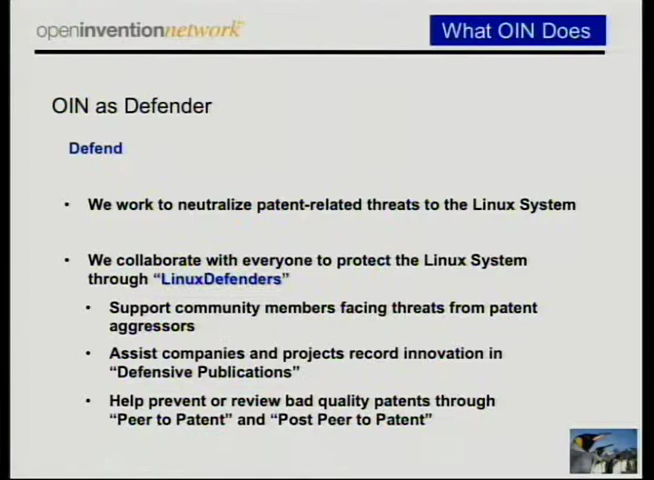 openinventionnetwork
What OIN Does
OIN as Defender
Defend
• We work to neutralize patent-related threats to the Linux System
• We collaborate with everyone to protect the Linux System
through “LinuxDefenders”
• Support community members facing threats from patent
aggressors
• Assist companies and projects record innovation in
“Defensive Publications”
• Help prevent or review bad quality patents through
“Peer to Patent” and “Post Peer to Patent”